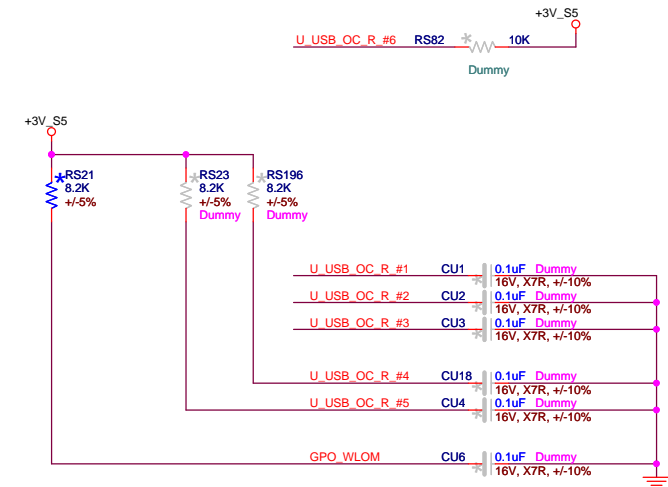 +3V_S5
U_USB_OC_R_#6 RS82 * 10K
Dummy
+3V_S5
*RS21
8.2K
+/-5%
*RS23
8.2K
+/-5%
Dummy
*RS196
8.2K
+/-5%
Dummy
U_USB_OC_R_#1 CU1 * 0.1uF Dummy
16V, X7R, +/-10%
U_USB_OC_R_#2 CU2 * 0.1uF Dummy
16V, X7R, +/-10%
U_USB_OC_R_#3 CU3 * 0.1uF Dummy
16V, X7R, +/-10%
U_USB_OC_R_#4 CU18 * 0.1uF Dummy
16V, X7R, +/-10%
U_USB_OC_R_#5 CU4 * 0.1uF Dummy
16V, X7R, +/-10%
GPO_WLOM CU6 * 0.1uF Dummy
16V, X7R, +/-10%